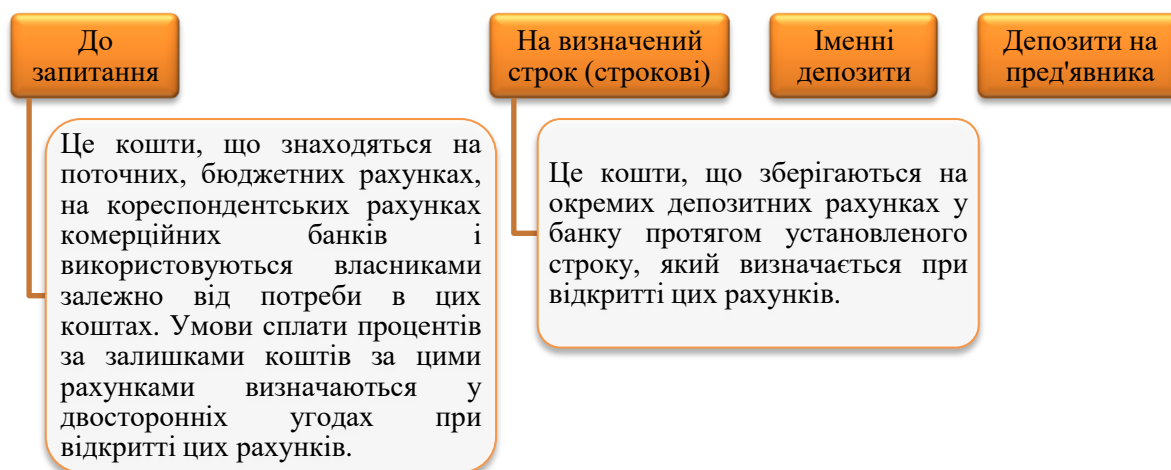 До
запитання
На визначений
строк (строкові)
Іменні
депозити
Депозити на
пред'явника
Це кошти, що знаходяться на
поточних, бюджетних рахунках,
на кореспондентських рахунках
комерційних банків і
використовуються власниками
залежно від потреби в цих
коштах. Умови сплати процентів
за залишками коштів за цими
рахунками визначаються у
двосторонніх угодах при
відкритті цих рахунків.
Це кошти, що зберігаються на
окремих депозитних рахунках у
банку протягом установленого
строку, який визначається при
відкритті цих рахунків.